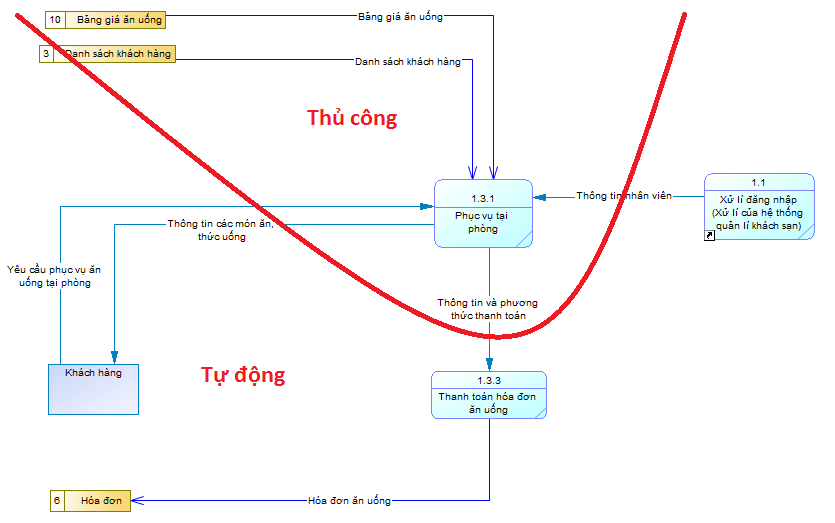 10 Bảng giá ăn uống
Bảng giá ăn uống
3 Danh sách khách hàng
Danh sách khách hàng
Thủ công
1.3.1
Phục vụ tại
phòng
Thông tin nhân viên
1.1
Xử lí đăng nhập
(Xử lí của hệ thống
quản lí khách sạn)
Thông tin các món ăn,
thức uống
Yêu cầu phục vụ ăn
uống tại phòng
Thông tin và phương
thức thanh toán
Khách hàng
Tự động
1.3.3
Thanh toán hóa đơn
ăn uống
6 Hóa đơn
Hóa đơn ăn uống